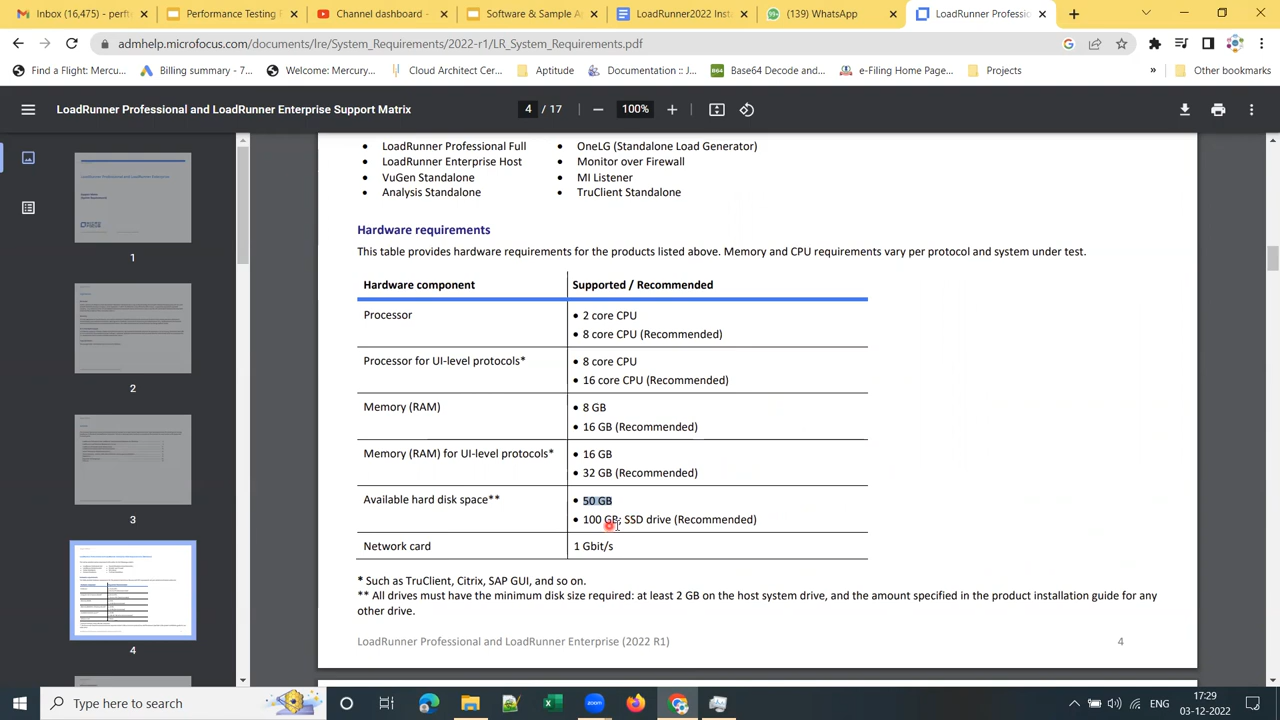 Inbox (16,915) - perfte
Performance Testing E
Channel dashboard -
Software & Sample Ap
LoadRunner2022 Inst
(139) WhatsApp
LoadRunner Professio
admhelp.microfocus.com/documents/lre/System_Requirements/2022-r1/LR_System_Requirements.pdf
Find a Flight: Mercu...
Billing summary - 7...
Welcome: Mercury...
Cloud Architect Cer...
Aptitude
Documentation :: J...
Base64 Decode and...
e-Filing Home Page...
Projects
»
Other bookmarks
LoadRunner Professional and LoadRunner Enterprise Support Matrix
4 / 17
100%
1
2
3
4
• LoadRunner Professional Full
• LoadRunner Enterprise Host
• VuGen Standalone
• Analysis Standalone
• OneLG (Standalone Load Generator)
• Monitor over Firewall
• MI Listener
• TruClient Standalone
Hardware requirements
This table provides hardware requirements for the products listed above. Memory and CPU requirements vary per protocol and system under test.
Hardware component
Supported / Recommended
Processor
• 2 core CPU
• 8 core CPU (Recommended)
Processor for UI-level protocols*
• 8 core CPU
• 16 core CPU (Recommended)
Memory (RAM)
• 8 GB
• 16 GB (Recommended)
Memory (RAM) for UI-level protocols*
• 16 GB
• 32 GB (Recommended)
Available hard disk space**
• 50 GB
• 100 GB; SSD drive (Recommended)
Network card
1 Gbit/s
* Such as TruClient, Citrix, SAP GUI, and so on.
** All drives must have the minimum disk size required: at least 2 GB on the host system drive, and the amount specified in the product installation guide for any
other drive.
LoadRunner Professional and LoadRunner Enterprise (2022 R1)
4
Type here to search
zoom
ENG
17:29
03-12-2022